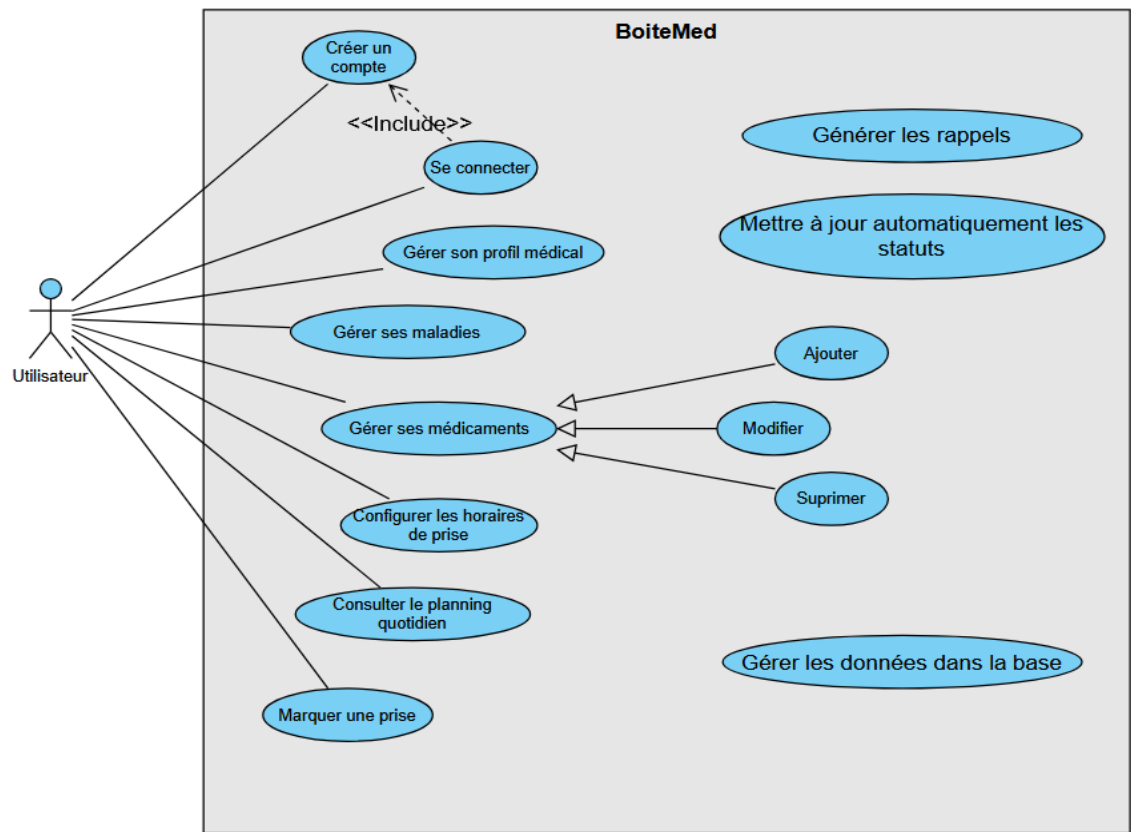 BoiteMed
Créer un
compte
<<Include>>
Générer les rappels
Se connecter
Mettre à jour automatiquement les
statuts
Gérer son profil médical
Gérer ses maladies
Utilisateur
Ajouter
Gérer ses médicaments
Modifier
Suprimer
Configurer les horaires
de prise
Consulter le planning
quotidien
Gérer les données dans la base
Marquer une prise